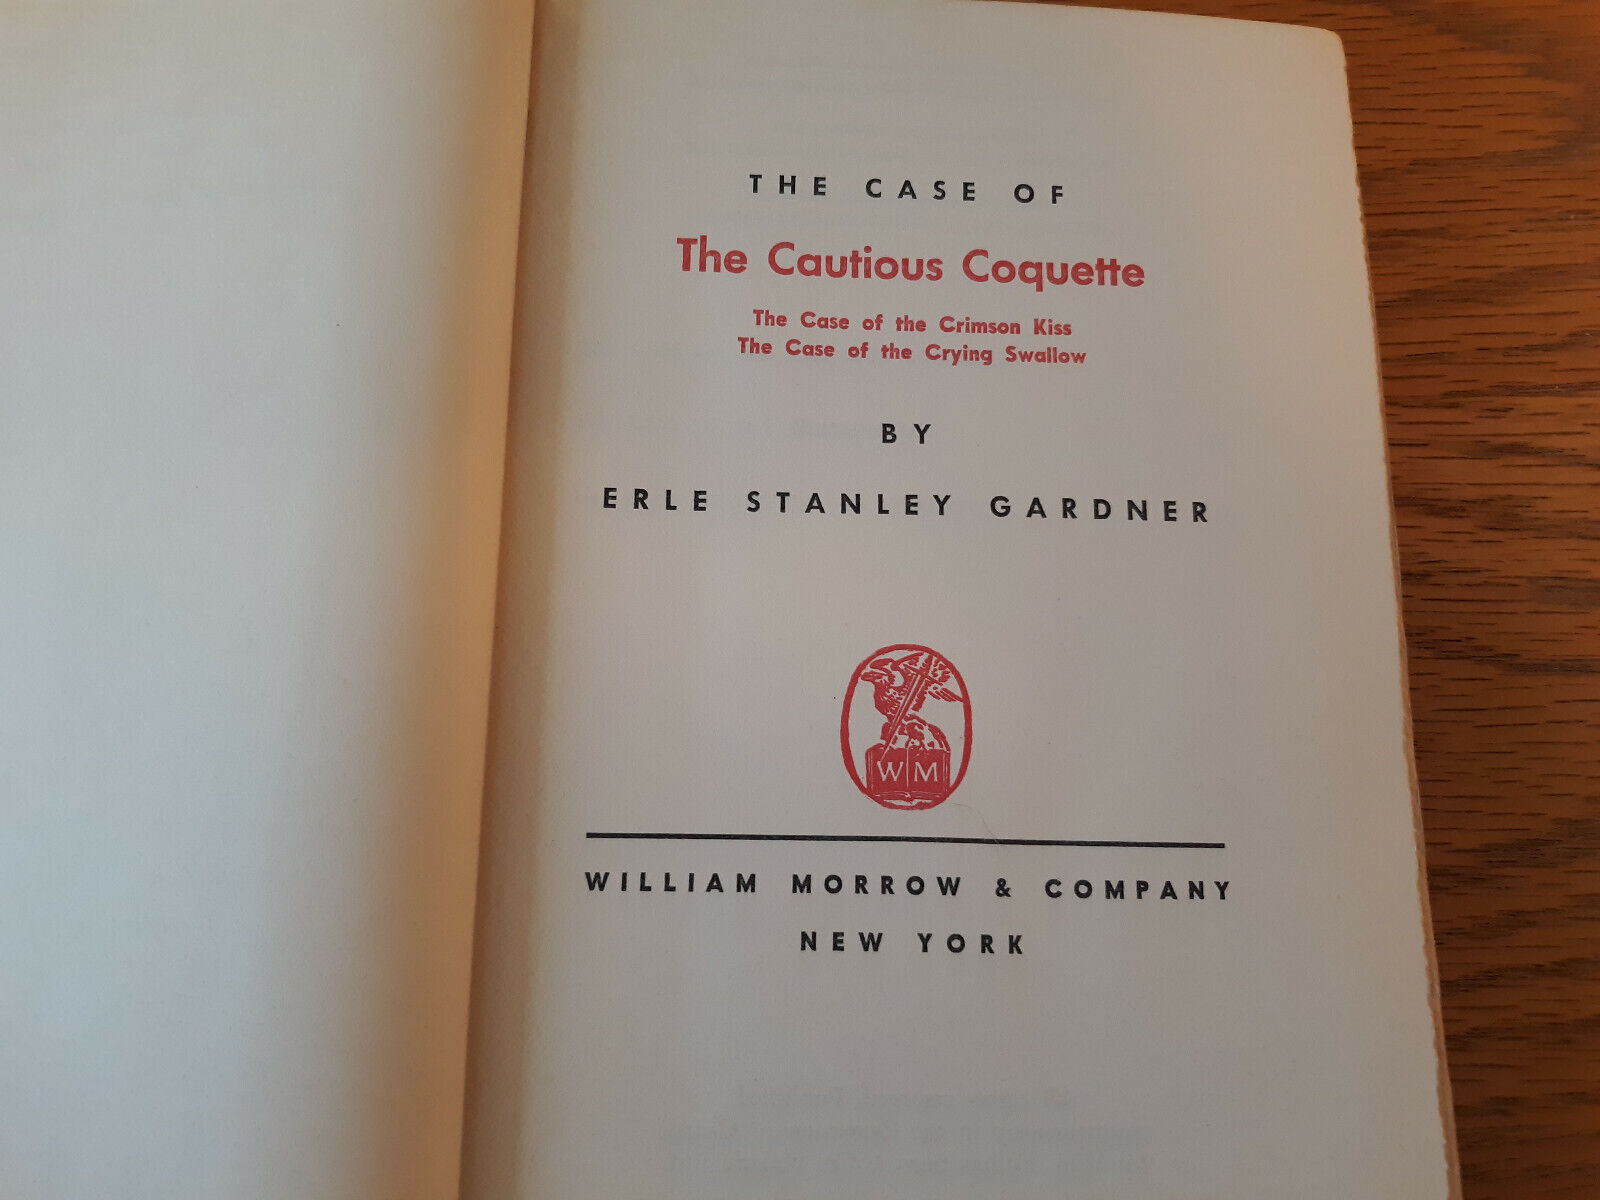 THE CASE OF
The Cautious Coquette
The Case of the Crimson Kiss
The Case of the Crying Swallow
BY
ERLE STANLEY GARDNER
W M
WILLIAM MORROW & COMPANY
NEW YORK